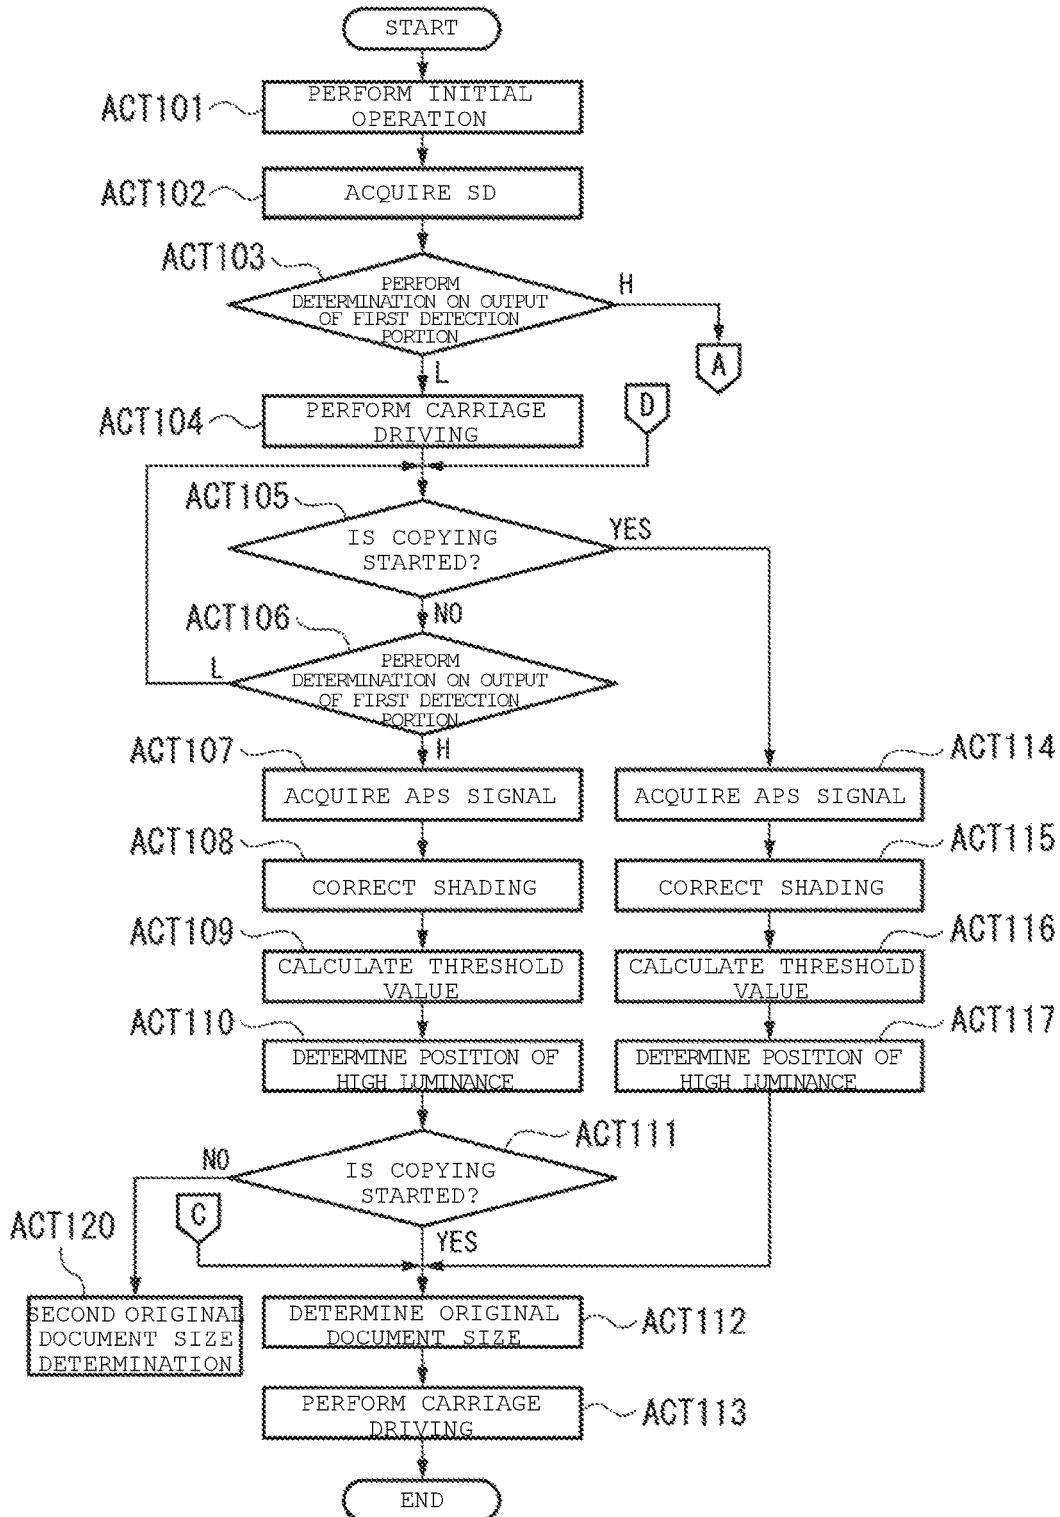 START
ACT101
PERFORM INITIAL
OPERATION
ACT102
ACQUIRE SD
ACT103
PERFORM
DETERMINATION ON OUTPUT
OF FIRST DETECTION
PORTION
H
A
L
ACT104
PERFORM CARRIAGE
DRIVING
D
ACT105
IS COPYING
STARTED?
YES
NO
ACT106
PERFORM
DETERMINATION ON OUTPUT
OF FIRST DETECTION
PORTION
L
H
ACT107
ACQUIRE APS SIGNAL
ACT114
ACQUIRE APS SIGNAL
ACT108
CORRECT SHADING
ACT115
CORRECT SHADING
ACT109
CALCULATE THRESHOLD
VALUE
ACT116
CALCULATE THRESHOLD
VALUE
ACT110
DETERMINE POSITION OF
HIGH LUMINANCE
ACT117
DETERMINE POSITION OF
HIGH LUMINANCE
ACT111
IS COPYING
STARTED?
NO
YES
C
ACT120
SECOND ORIGINAL
DOCUMENT SIZE
DETERMINATION
DETERMINE ORIGINAL
DOCUMENT SIZE
ACT112
PERFORM CARRIAGE
DRIVING
ACT113
END